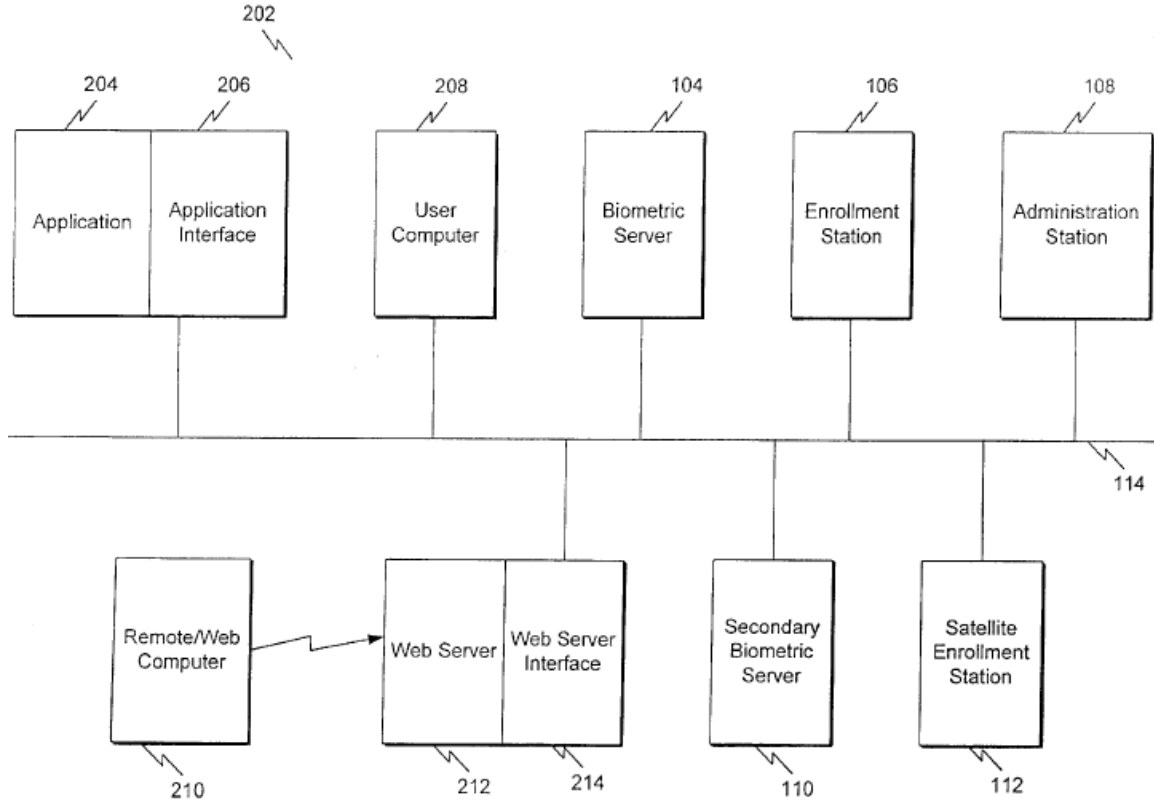 202
204
206
208
104
106
108
Application
Application
Interface
User
Computer
Biometric
Server
Enrollment
Station
Administration
Station
114
Remote/Web
Computer
Web Server
Web Server
Interface
Secondary
Biometric
Server
Satellite
Enrollment
Station
210
212
214
110
112